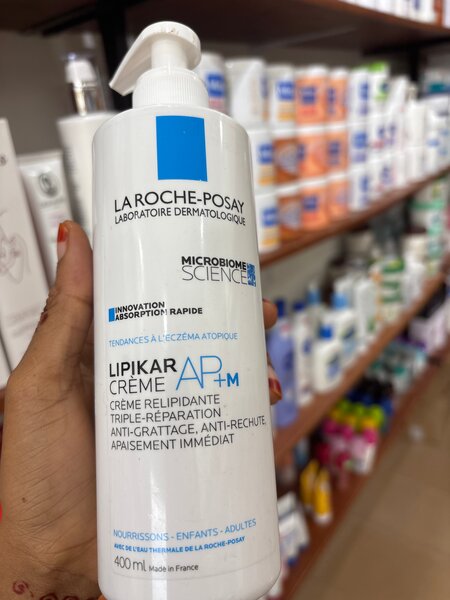 LA ROCHE-POSAY
LABORATOIRE DERMATOLOGIQUE
MICROBIOME
SCIENCE
INNOVATION
ABSORPTION RAPIDE
TENDANCES À L'ECZÉMA ATOPIQUE
LIPIKAR
CRÈME AP+M
CRÈME RELIPIDANTE
TRIPLE-RÉPARATION
ANTI-GRATTAGE, ANTI-RECHUTE,
APAISEMENT IMMÉDIAT
NOURRISSONS - ENFANTS - ADULTES
AVEC DE L'EAU THERMALE DE LA ROCHE-POSAY
400 ml Made in France